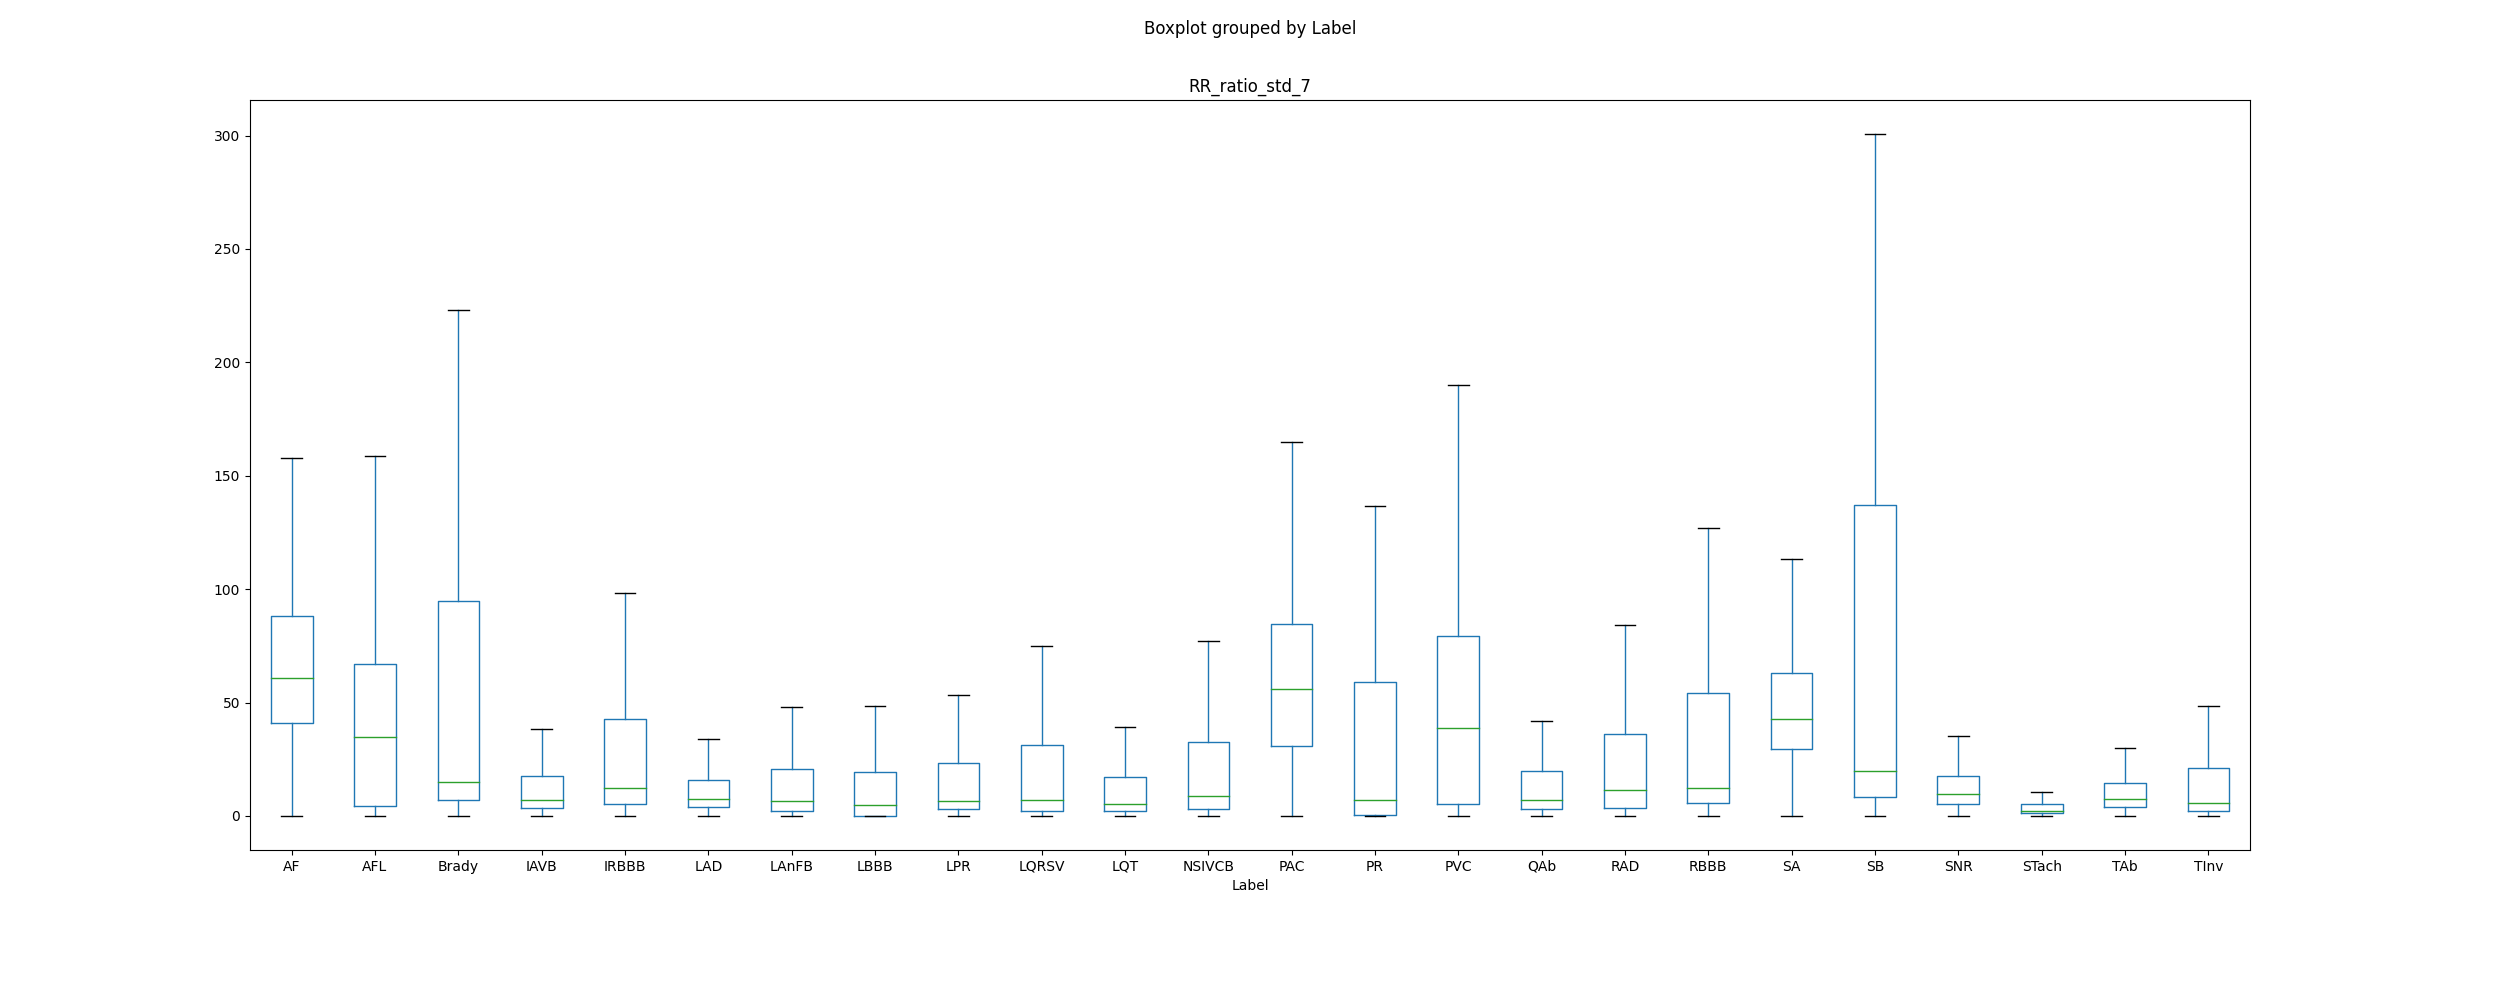 Boxplot grouped by Label
RR_ratio_std_7
300
250
200
150
100
50
0
AF AFL Brady IAVB IRBBB LAD LAnFB LBBB LPR LQRSV LQT NSIVCB PAC PR PVC QAb RAD RBBB SA SB SNR STach TAb TInv
Label